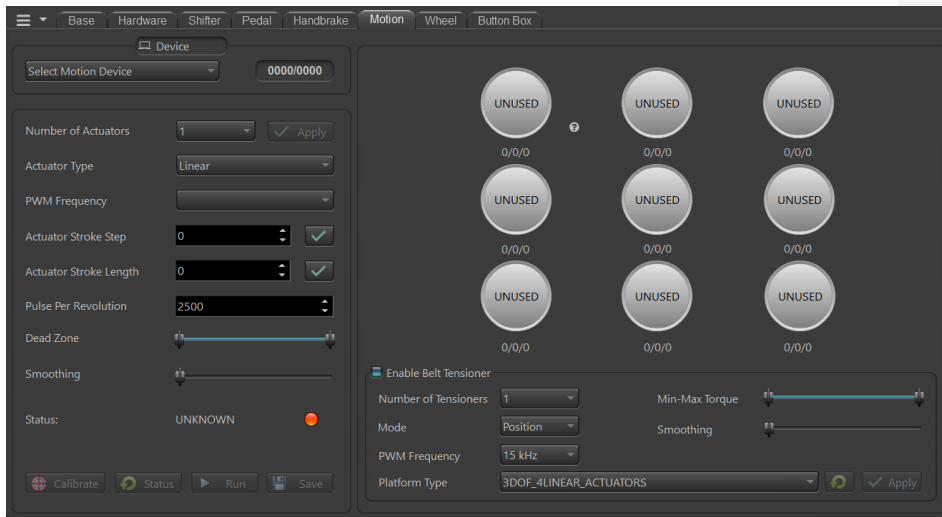 Base Hardware Shifter Pedal Handbrake Motion Wheel Button Box
Device
Select Motion Device 0000/0000
Number of Actuators 1 Apply
Actuator Type Linear
PWM Frequency
Actuator Stroke Step 0
Actuator Stroke Length 0
Pulse Per Revolution 2500
Dead Zone
Smoothing
Status: UNKNOWN
Calibrate Status Run Save
UNUSED UNUSED UNUSED
?
0/0/0 0/0/0 0/0/0
UNUSED UNUSED UNUSED
0/0/0 0/0/0 0/0/0
UNUSED UNUSED UNUSED
0/0/0 0/0/0 0/0/0
Enable Belt Tensioner
Number of Tensioners 1 Min-Max Torque
Mode Position Smoothing
PWM Frequency 15 kHz
Platform Type 3DOF_4LINEAR_ACTUATORS Apply